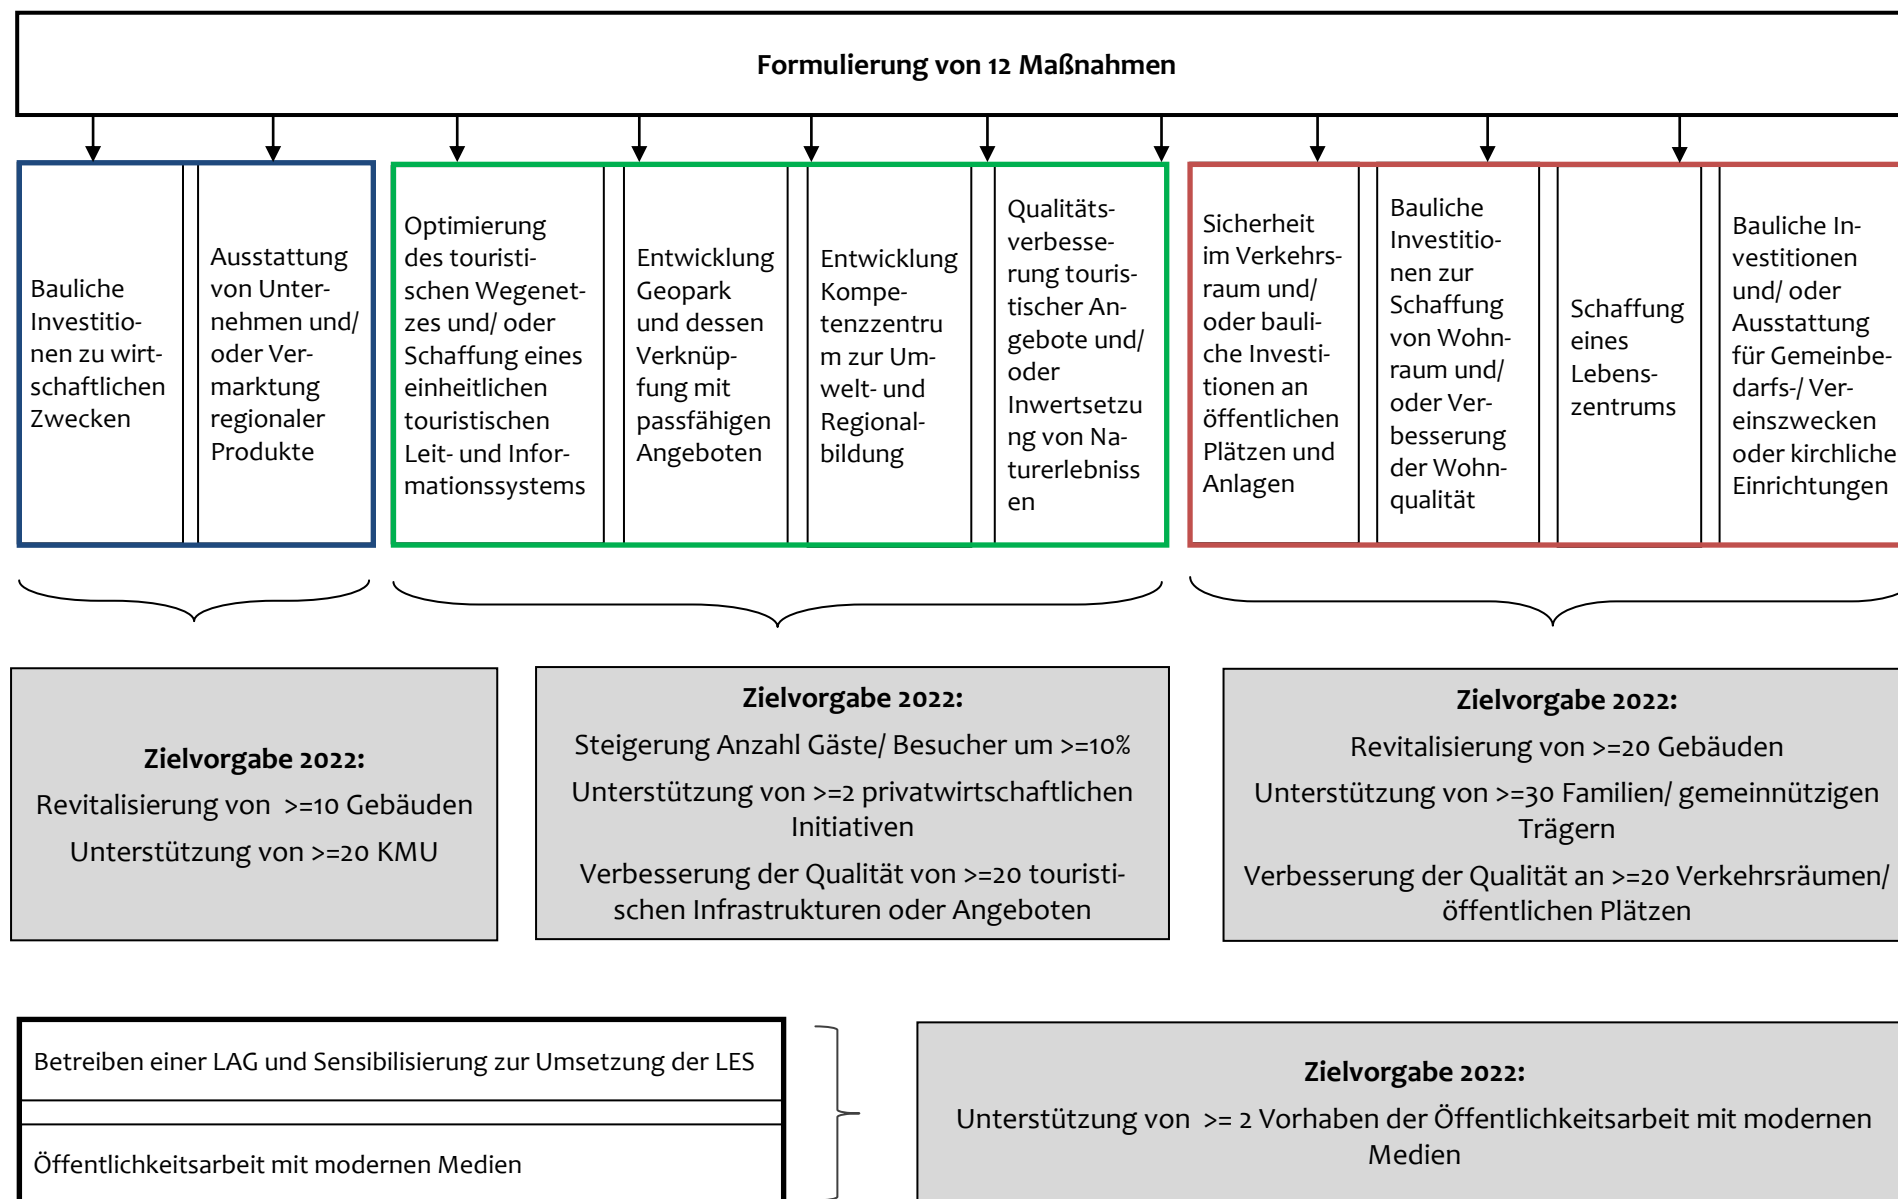 Formulierung von 12 Maßnahmen
Bauliche
Investitio-
nen zu wirt-
schaftlichen
Zwecken
Ausstattung
von Unter-
nehmen und/
oder Ver-
marktung
regionaler
Produkte
Optimierung
des touristi-
schen Wegenet-
zes und/ oder
Schaffung eines
einheitlichen
touristischen
Leit- und Infor-
mationssystems
Entwicklung
Geopark
und dessen
Verknüp-
fung mit
passfähigen
Angeboten
Entwicklung
Kompe-
tenzzentru
m zur Um-
welt- und
Regional-
bildung
Qualitäts-
verbesse-
rung touris-
tischer An-
gebote und/
oder
Inwertsetzu
ng von Na-
turerlebniss
en
Sicherheit
im Verkehrs-
raum und/
oder bauli-
che Investi-
tionen an
öffentlichen
Plätzen und
Anlagen
Bauliche
Investitio-
nen zur
Schaffung
von Wohn-
raum und/
oder Ver-
besserung
der Wohn-
qualität
Schaffung
eines
Lebens-
zentrums
Bauliche In-
vestitionen
und/ oder
Ausstattung
für Gemeinbe-
darfs-/ Ver-
einszwecken
oder kirchliche
Einrichtungen
Zielvorgabe 2022:
Revitalisierung von >=10 Gebäuden
Unterstützung von >=20 KMU
Zielvorgabe 2022:
Steigerung Anzahl Gäste/ Besucher um >=10%
Unterstützung von >=2 privatwirtschaftlichen
Initiativen
Verbesserung der Qualität von >=20 touristi-
schen Infrastrukturen oder Angeboten
Zielvorgabe 2022:
Revitalisierung von >=20 Gebäuden
Unterstützung von >=30 Familien/ gemeinnützigen
Trägern
Verbesserung der Qualität an >=20 Verkehrsräumen/
öffentlichen Plätzen
Betreiben einer LAG und Sensibilisierung zur Umsetzung der LES
Öffentlichkeitsarbeit mit modernen Medien
Zielvorgabe 2022:
Unterstützung von >= 2 Vorhaben der Öffentlichkeitsarbeit mit modernen
Medien